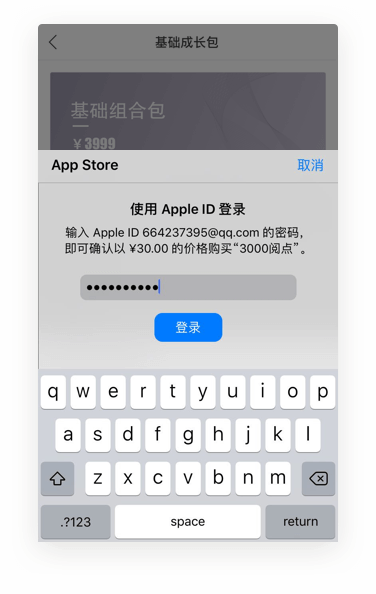 基础成长包
基础组合包
¥3999
App Store 取消
使用 Apple ID 登录
输入 Apple ID 664237395@qq.com 的密码，
即可确认以 ¥30.00 的价格购买“3000阅点”。
●●●●●●●●●●
登录
q w e r t y u i o p
a s d f g h j k l
z x c v b n m
.?123 space return